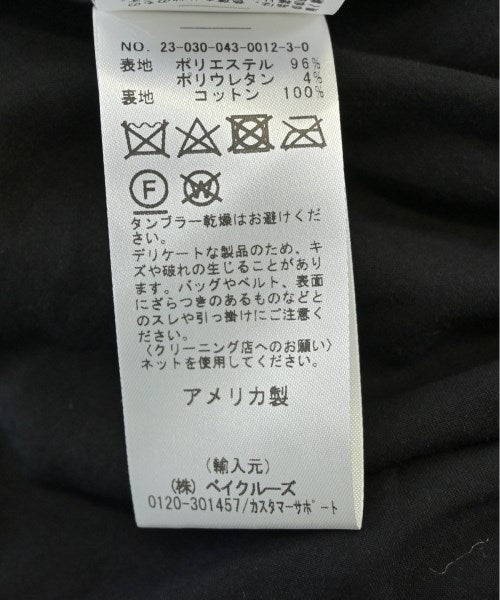 NO. 23-030-043-0012-3-0
表地 ポリエステル 96%
ポリウレタン 4%
裏地 コットン 100%
F W
タンブラー乾燥はお避けくだ
さい。
デリケートな製品のため、キ
ズや破れの生じることがあり
ます。バッグやベルト、表面
にざらつきのあるものなどと
のスレや引っ掛けにご注意く
ださい。
〈クリーニング店へのお願い〉
ネットを使用してください。
アメリカ製
(輸入元)
(株) ベイクルーズ
0120-301457/カスタマーサポート